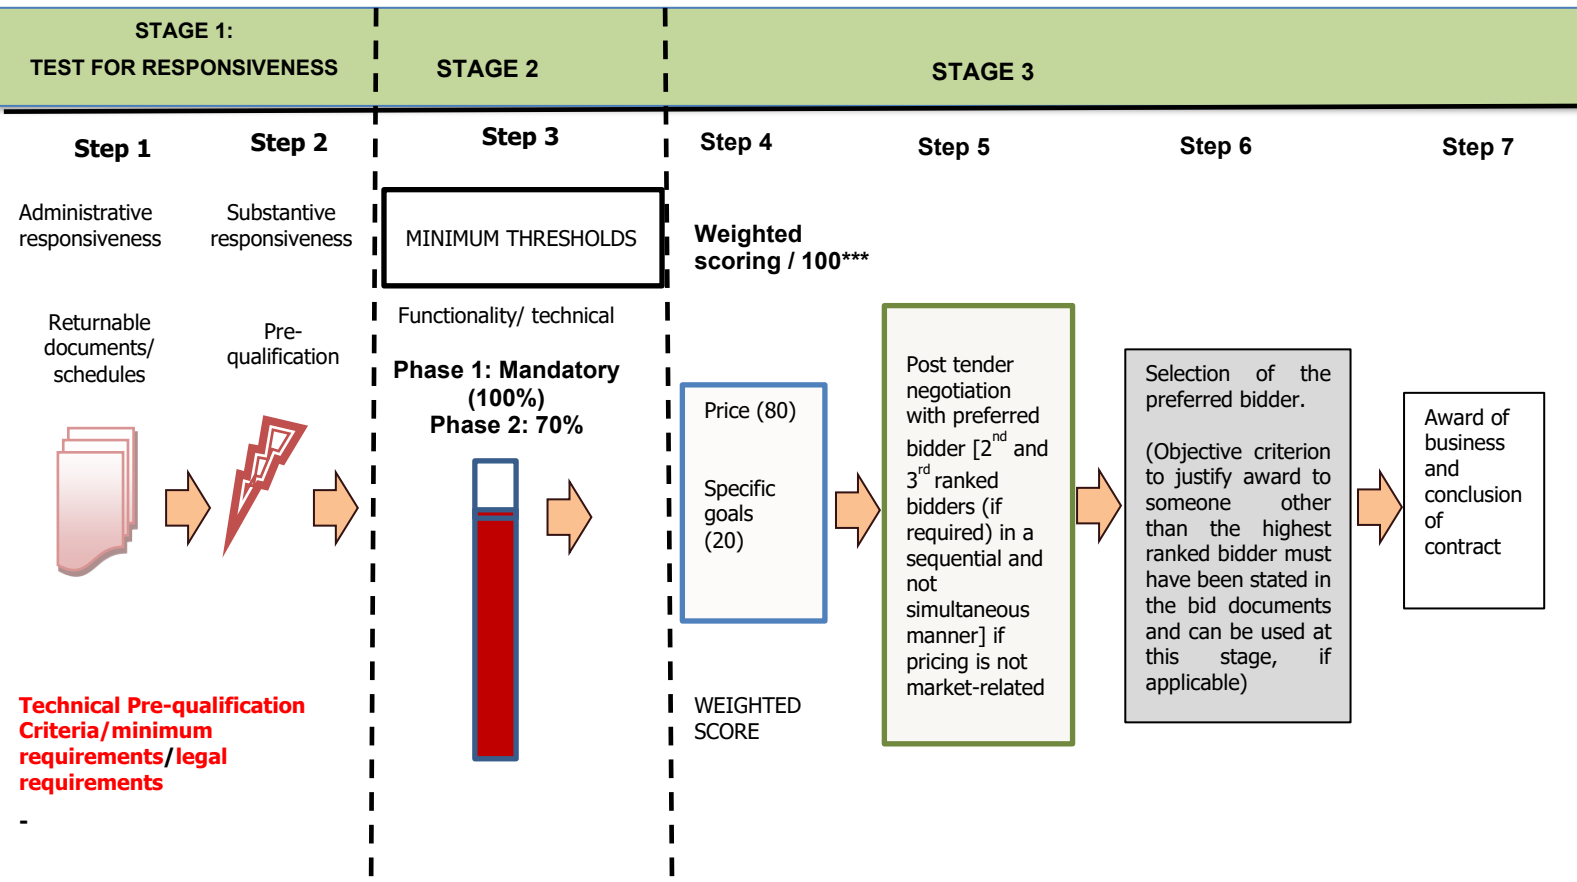 STAGE 1:
TEST FOR RESPONSIVENESS
STAGE 2
STAGE 3
Step 1
Step 2
Step 3
Step 4
Step 5
Step 6
Step 7
Administrative
responsiveness
Substantive
responsiveness
MINIMUM THRESHOLDS
Weighted
scoring / 100***
Returnable
documents/
schedules
Pre-
qualification
Functionality/ technical
Phase 1: Mandatory
(100%)
Phase 2: 70%
Price (80)
Specific
goals
(20)
WEIGHTED
SCORE
Post tender
negotiation
with preferred
bidder [2nd and
3rd ranked
bidders (if
required) in a
sequential and
not
simultaneous
manner] if
pricing is not
market-related
Selection of the
preferred bidder.
(Objective criterion
to justify award to
someone other
than the highest
ranked bidder must
have been stated in
the bid documents
and can be used at
this stage, if
applicable)
Award of
business
and
conclusion
of
contract
Technical Pre-qualification
Criteria/minimum
requirements/legal
requirements
-